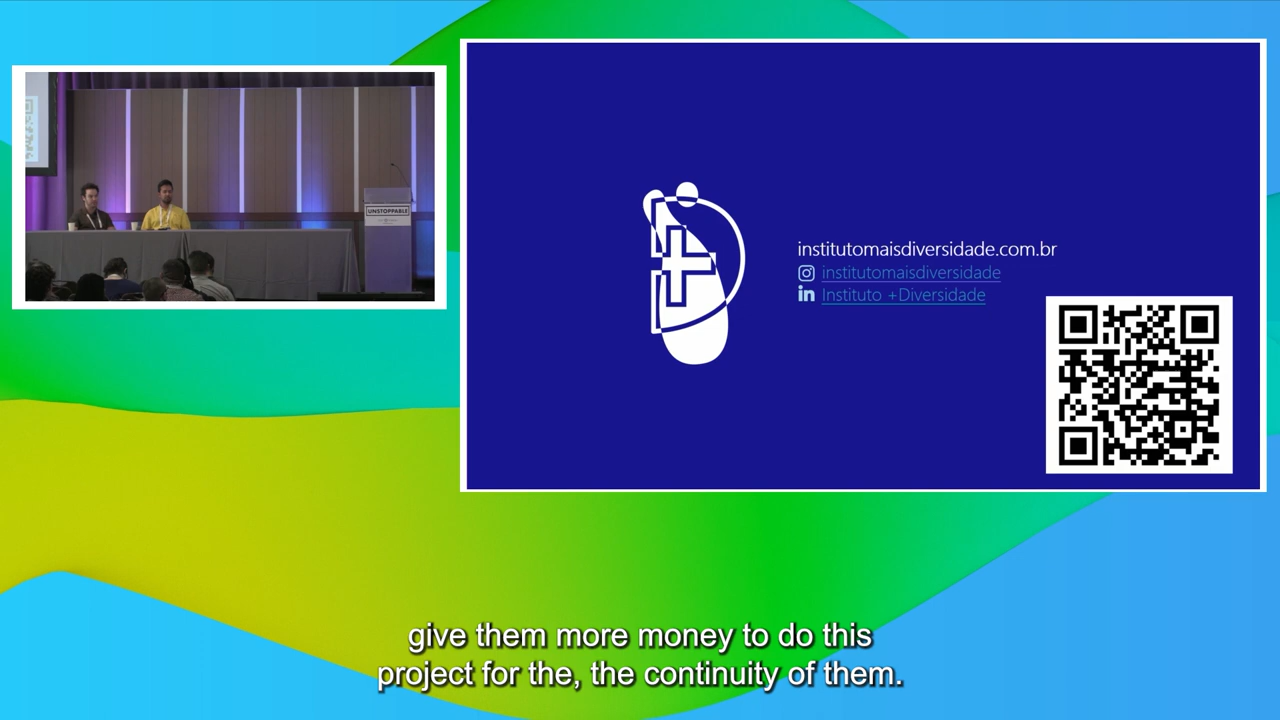 UNSTOPPABLE
institutomaisdiversidade.com.br
institutomaisdiversidade
in Instituto +Diversidade
give them more money to do this
project for the, the continuity of them.